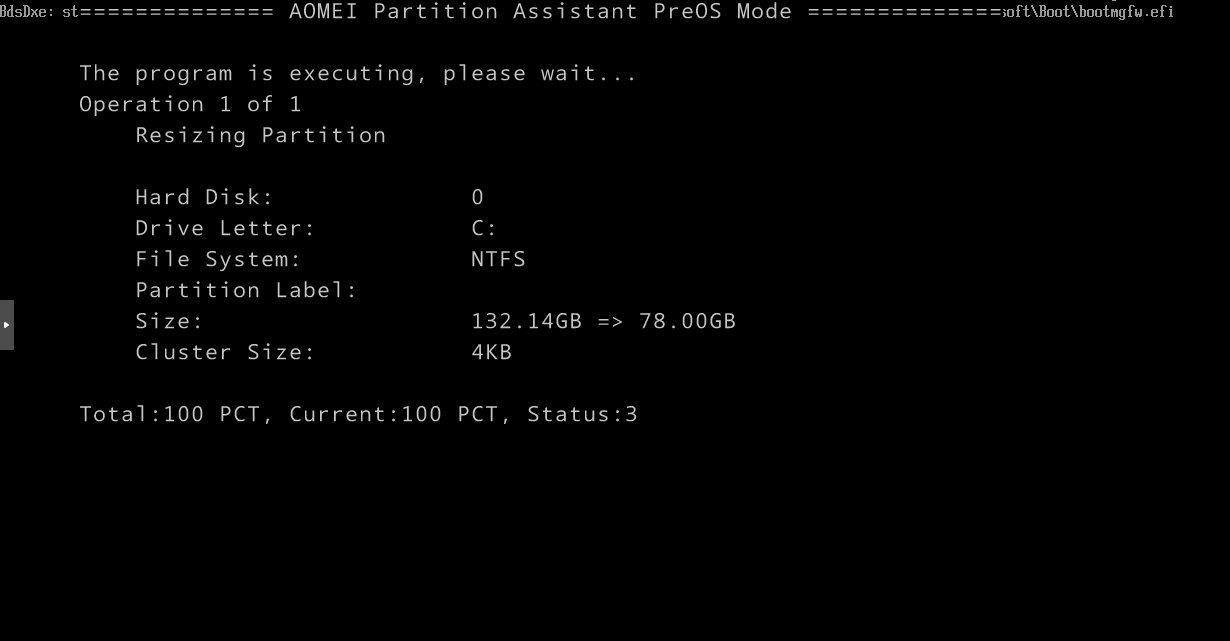 BdsDxe: st============== AOMEI Partition Assistant PreOS Mode ==============soft\Boot\bootmgfw.efi
The program is executing, please wait...
Operation 1 of 1
Resizing Partition
Hard Disk: 0
Drive Letter: C:
File System: NTFS
Partition Label:
Size: 132.14GB => 78.00GB
Cluster Size: 4KB
Total:100 PCT, Current:100 PCT, Status:3